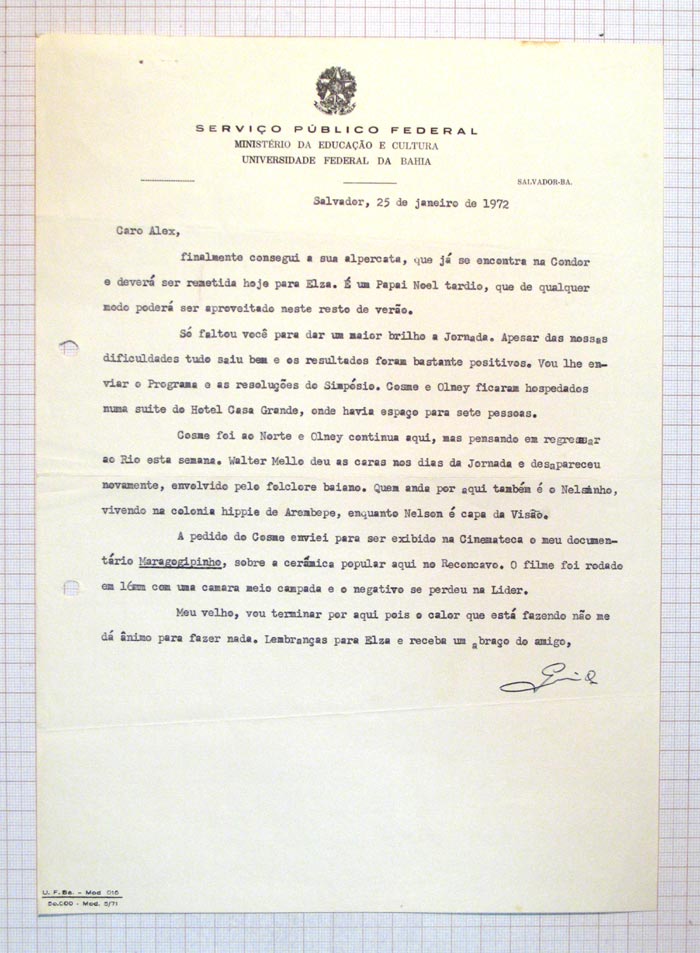 SERVIÇO PÚBLICO FEDERAL
MINISTÉRIO DA EDUCAÇÃO E CULTURA
UNIVERSIDADE FEDERAL DA BAHIA
SALVADOR-BA.
Salvador, 25 de janeiro de 1972
Caro Alex,
finalmente consegui a sua alpercata, que já se encontra na Condor
e deverá ser remetida hoje para Elza. É um Papai Noel tardio, que de qualquer
modo poderá ser aproveitado neste resto de verão.
Só faltou você para dar um maior brilho a Jornada. Apesar das nossas
dificuldades tudo saiu bem e os resultados foram bastante positivos. Vou lhe en-
viar o Programa e as resoluções do Simpósio. Cosme e Olney ficaram hospedados
numa suite do Hotel Casa Grande, onde havia espaço para sete pessoas.
Cosme foi ao Norte e Olney continua aqui, mas pensando em regressar
ao Rio esta semana. Walter Mello deu as caras nos dias da Jornada e desapareceu
novamente, envolvido pelo folclore baiano. Quem anda por aqui também é o Nelsinho,
vivendo na colonia hippie de Arembepe, enquanto Nelson é capa da Visão.
A pedido do Cosme enviei para ser exibido na Cinemateca o meu documen-
tário Maragogipinho, sobre a cerâmica popular aqui no Reconcavo. O filme foi rodado
em 16mm com uma camara meio campada e o negativo se perdeu na Lider.
Meu velho, vou terminar por aqui pois o calor que está fazendo não me
dá ânimo para fazer nada. Lembranças para Elza e receba um abraço do amigo,
U. F. Ba. - Mod 015
50.000 - Mod. 5/71